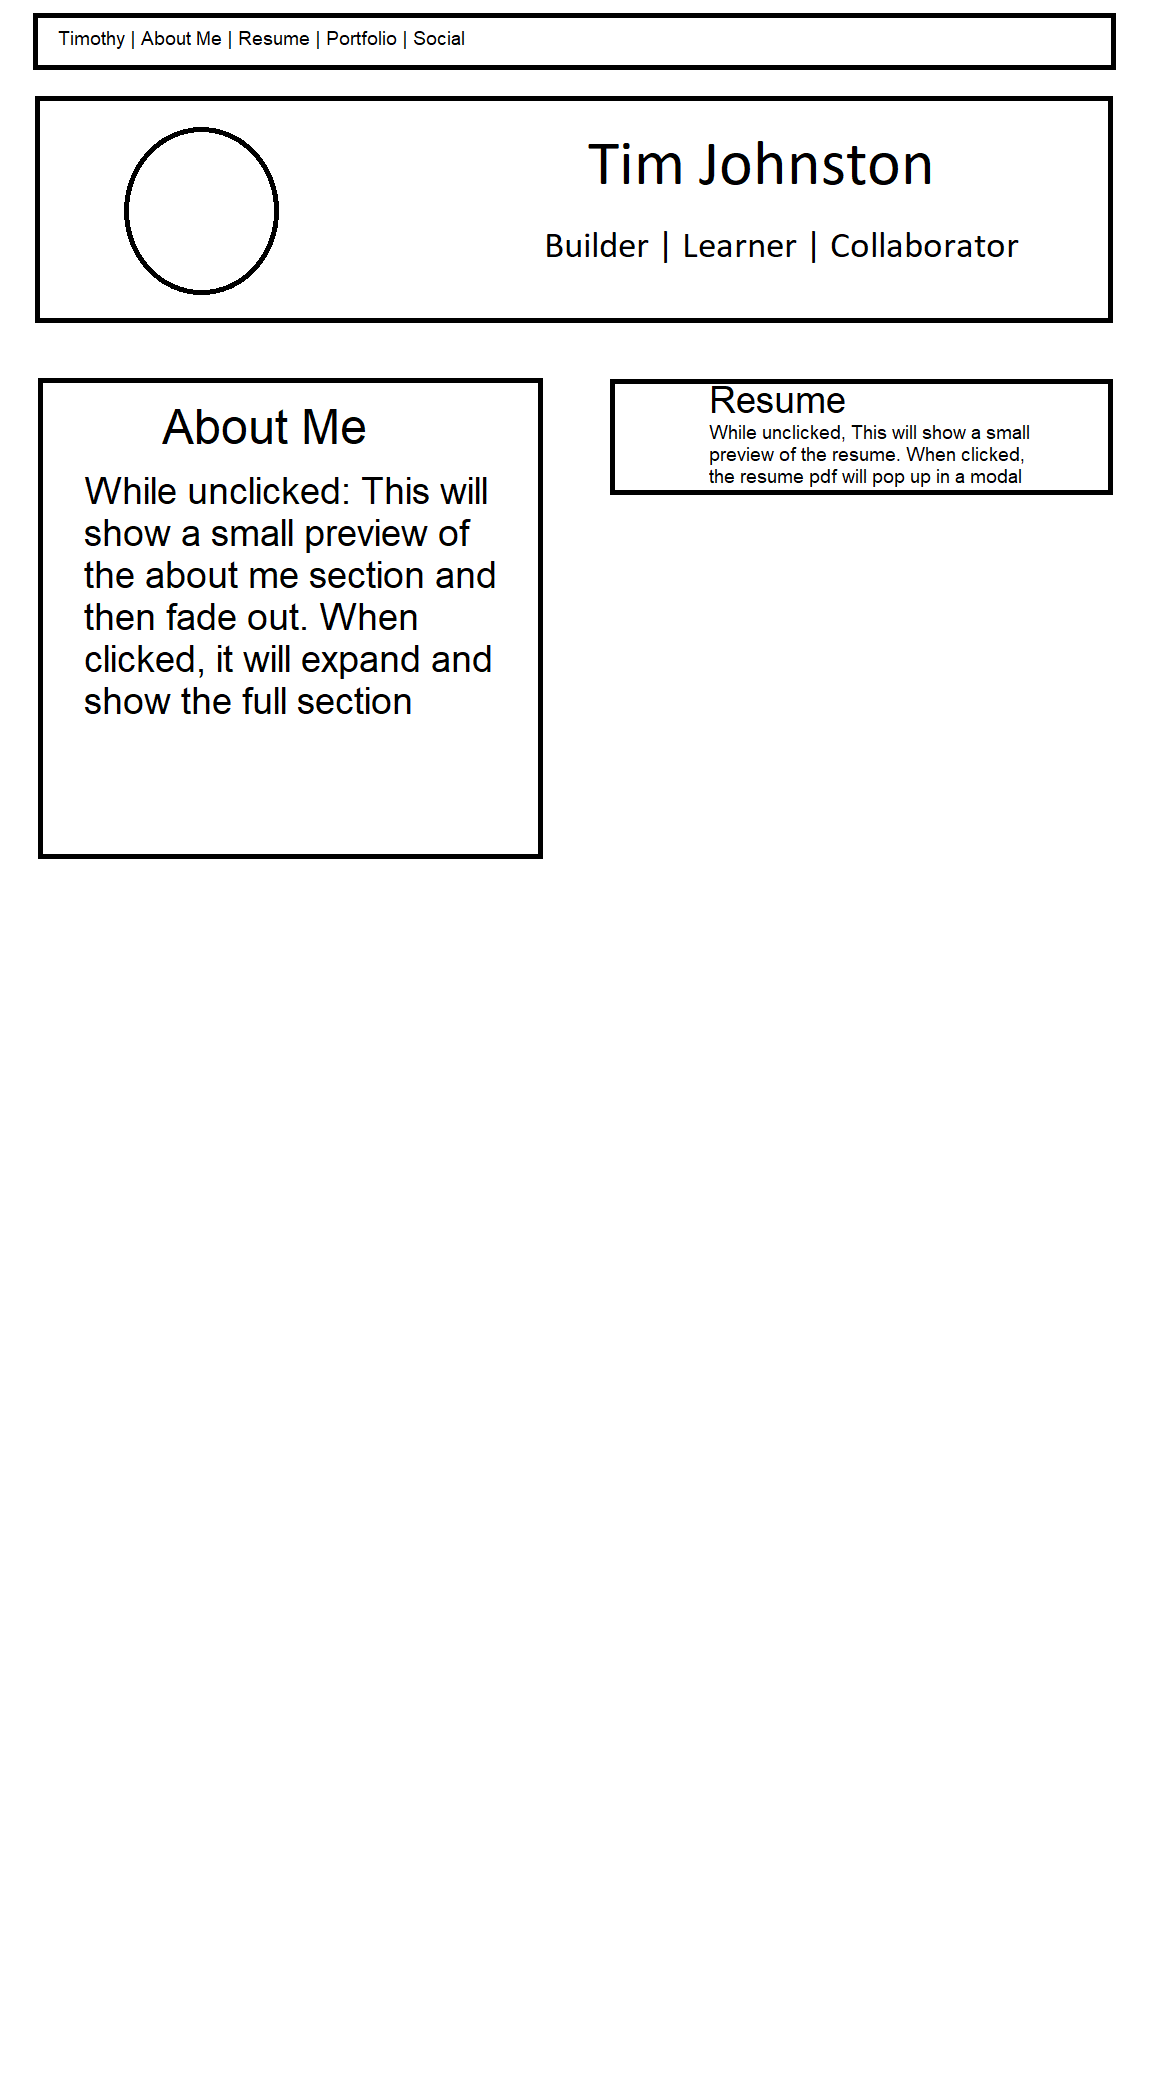 Timothy | About Me | Resume | Portfolio | Social
Tim Johnston
Builder | Learner | Collaborator
About Me
While unclicked: This will
show a small preview of
the about me section and
then fade out. When
clicked, it will expand and
show the full section
Resume
While unclicked, This will show a small
preview of the resume. When clicked,
the resume pdf will pop up in a modal